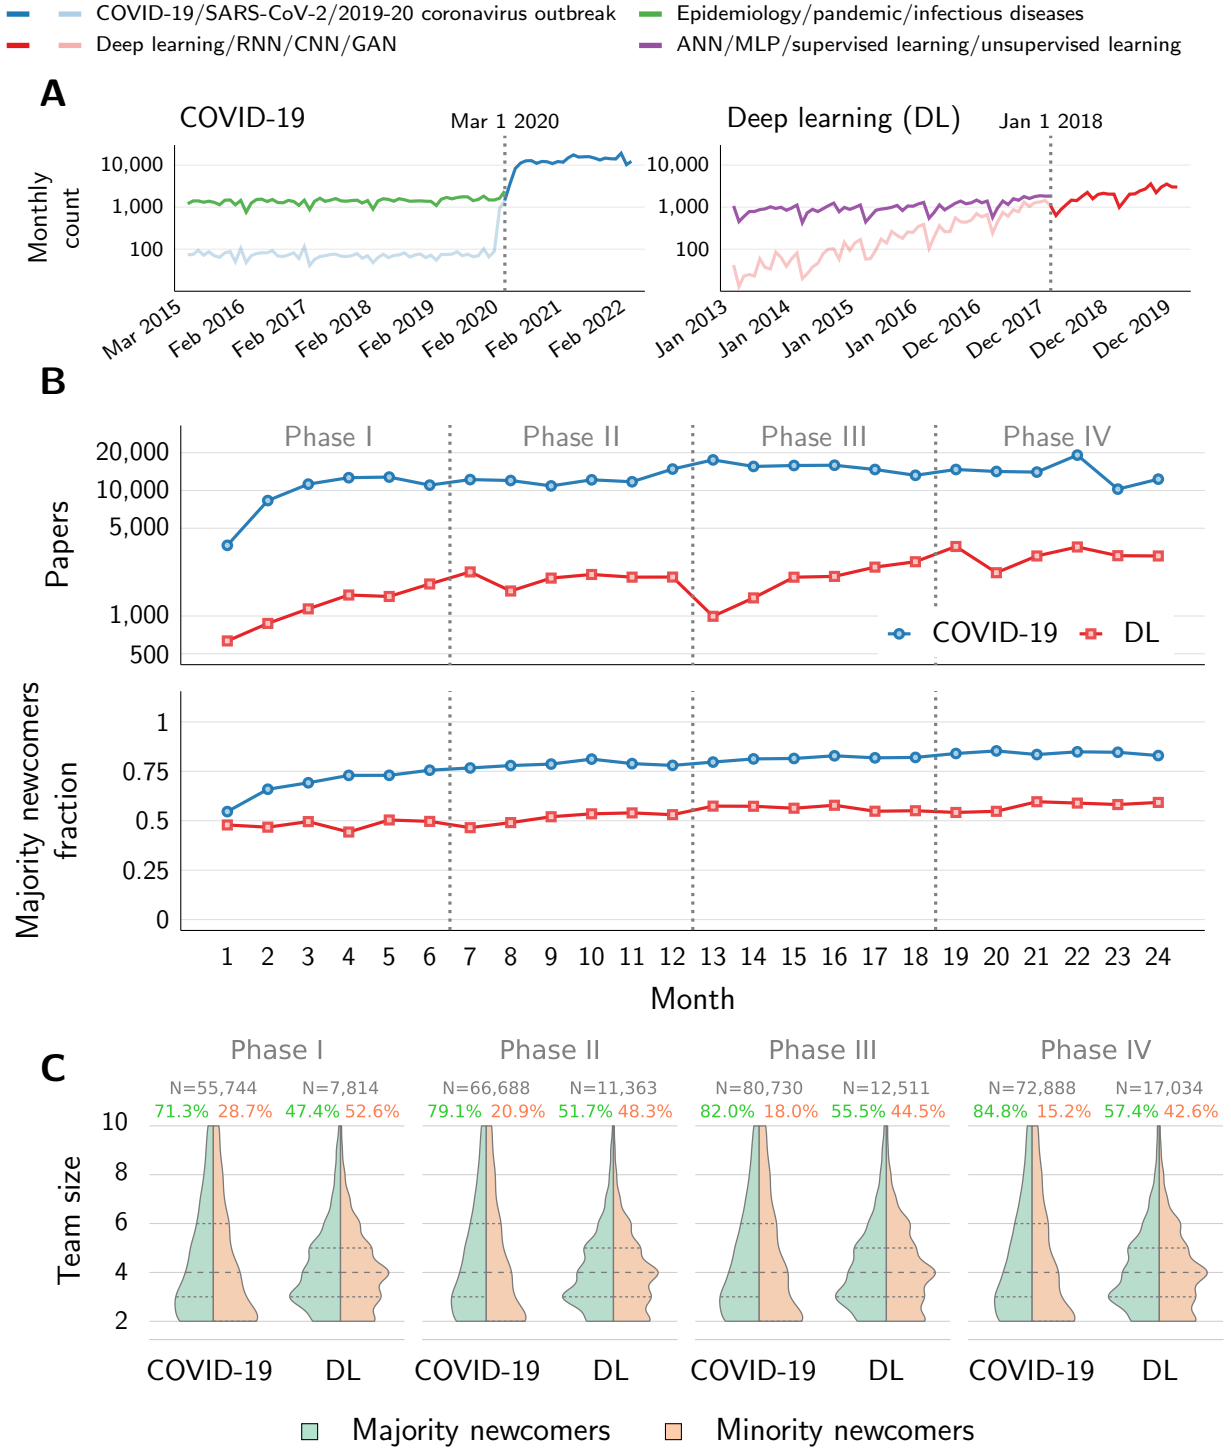 COVID-19/SARS-CoV-2/2019-20 coronavirus outbreak
Epidemiology/pandemic/infectious diseases
Deep learning/RNN/CNN/GAN
ANN/MLP/supervised learning/unsupervised learning
A
COVID-19
Mar 1 2020
Deep learning (DL)
Jan 1 2018
Monthly
count
10,000
1,000
100
10,000
1,000
100
Mar 2015
Feb 2016
Feb 2017
Feb 2018
Feb 2019
Feb 2020
Feb 2021
Feb 2022
Jan 2013
Jan 2014
Jan 2015
Jan 2016
Dec 2016
Dec 2017
Dec 2018
Dec 2019
B
Phase I
Phase II
Phase III
Phase IV
Papers
20,000
10,000
5,000
1,000
500
COVID-19
DL
Majority newcomers
fraction
1
0.75
0.5
0.25
0
1 2 3 4 5 6 7 8 9 10 11 12 13 14 15 16 17 18 19 20 21 22 23 24
Month
C
Phase I
Phase II
Phase III
Phase IV
N=55,744
N=7,814
N=66,688
N=11,363
N=80,730
N=12,511
N=72,888
N=17,034
71.3% 28.7%
47.4% 52.6%
79.1% 20.9%
51.7% 48.3%
82.0% 18.0%
55.5% 44.5%
84.8% 15.2%
57.4% 42.6%
Team size
10
8
6
4
2
COVID-19
DL
COVID-19
DL
COVID-19
DL
COVID-19
DL
Majority newcomers
Minority newcomers